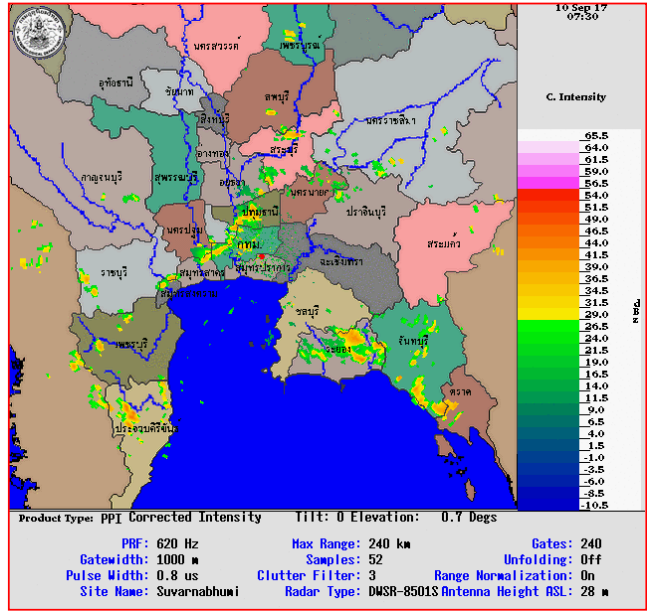 10 Sep 17
07:30
C. Intensity
นครสวรรค์
เพชรบูรณ์
อุทัยธานี
ชัยนาท
ลพบุรี
สิงห์บุรี
นครราชสีมา
อ่างทอง
สระบุรี
กาญจนบุรี
สุพรรณบุรี
อยุธยา
นครนายก
ปทุมธานี
ปราจีนบุรี
นครปฐม
กทม.
สระแก้ว
ราชบุรี
สมุทรสาคร
สมุทรปราการ
ฉะเชิงเทรา
ชลบุรี
เพชรบุรี
ระยอง
จันทบุรี
ตราด
ประจวบคีรีขันธ์
65.5
64.0
61.5
59.0
56.5
54.0
51.5
49.0
46.5
44.0
41.5
39.0
36.5
34.0
31.5
29.0
26.5
24.0
21.5
19.0
16.5
14.0
11.5
9.0
6.5
4.0
1.5
-1.0
-3.5
-6.0
-8.5
-10.5
dBZ
Product Type: PPI Corrected Intensity Tilt: 0 Elevation: 0.7 Degs
PRF: 620 Hz Max Range: 240 km Gates: 240
Gatewidth: 1000 m Samples: 52 Unfolding: Off
Pulse Width: 0.8 us Clutter Filter: 3 Range Normalization: On
Site Name: Suvarnabhumi Radar Type: DWSR-8501S Antenna Height ASL: 28 m